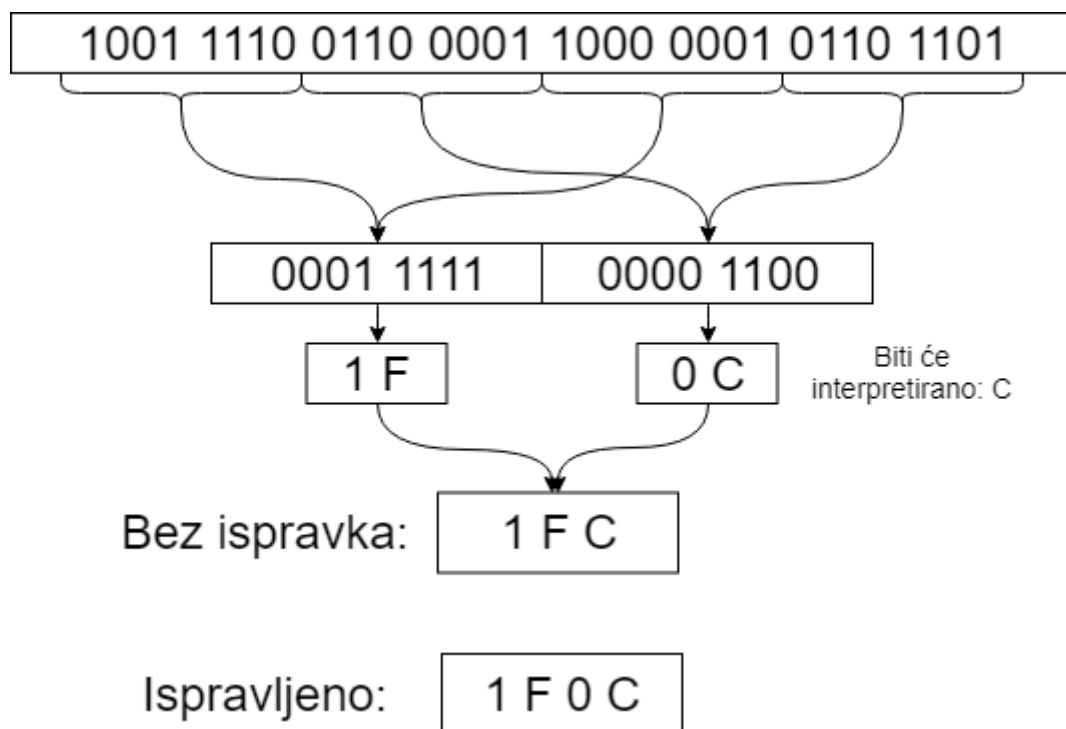 1001 1110 0110 0001 1000 0001 0110 1101
0001 1111 0000 1100
1 F 0 C
Biti će
interpretirano: C
Bez ispravka: 1 F C
Ispravljeno: 1 F 0 C